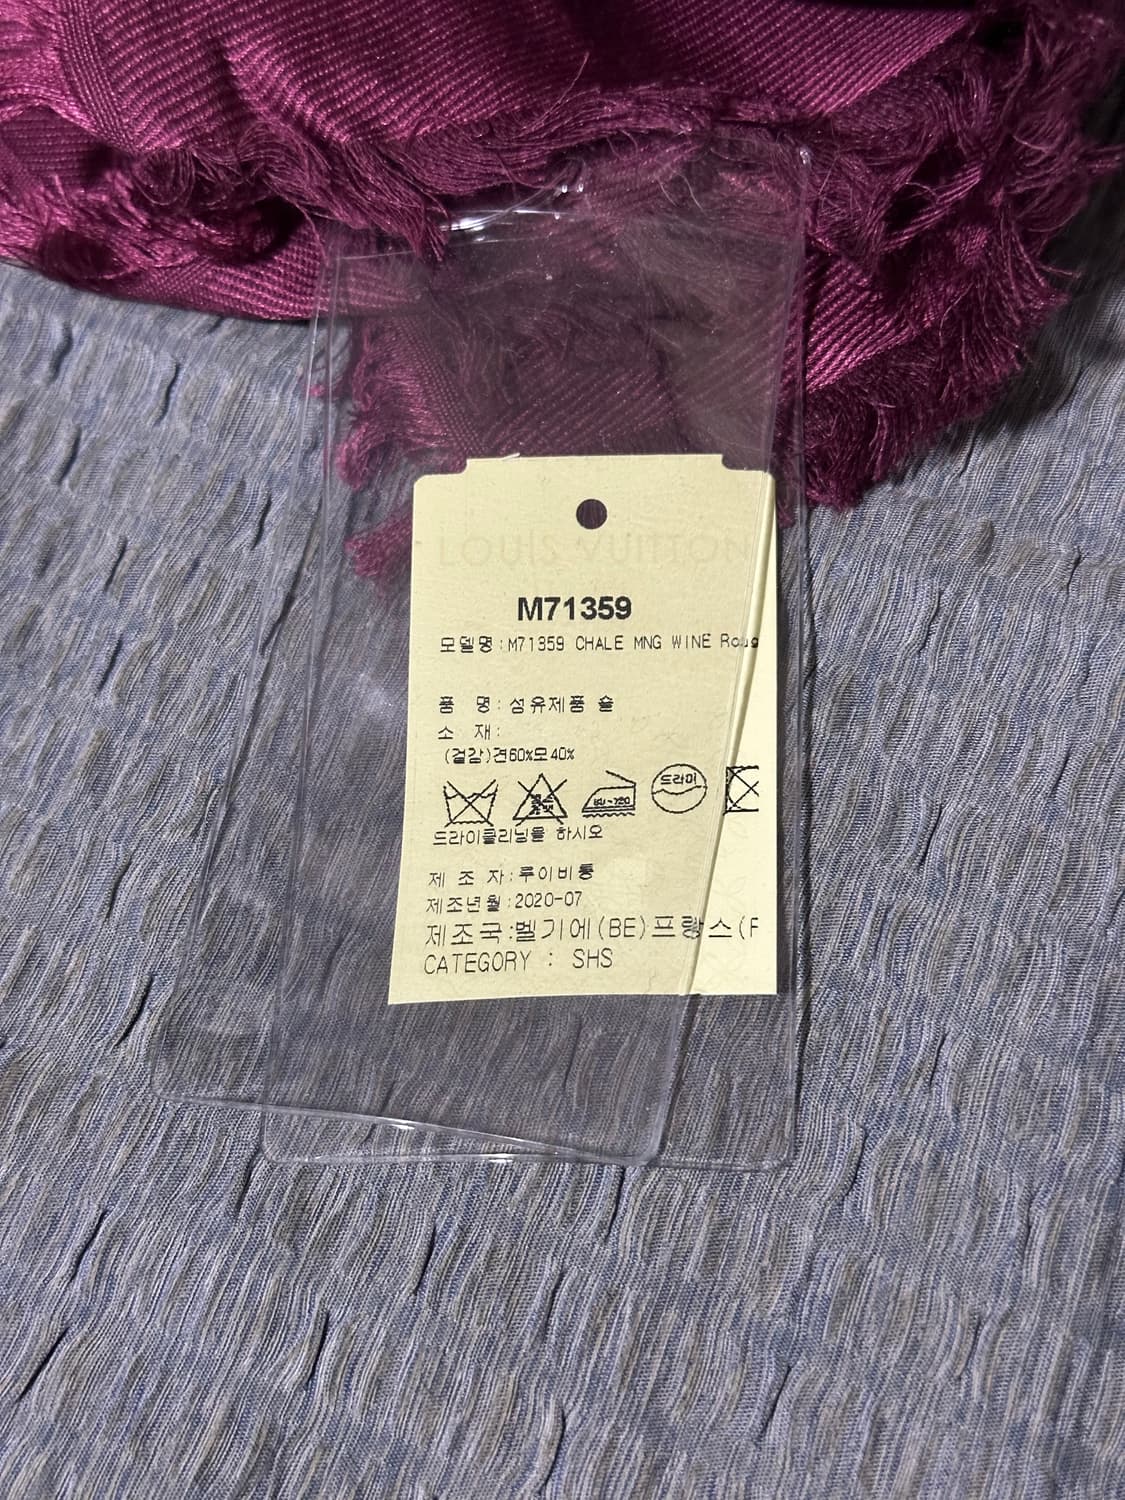 LOUIS VUITTON
M71359
모델명:M71359 CHALE MNG WINE Roug
품 명:섬유제품 숄
소 재:
(겉감)견60%모40%
드라미
드라이클리닝을 하시오
제 조 자:루이비통
제조년월:2020-07
제조국:벨기에(BE)프랑스(F
CATEGORY : SHS